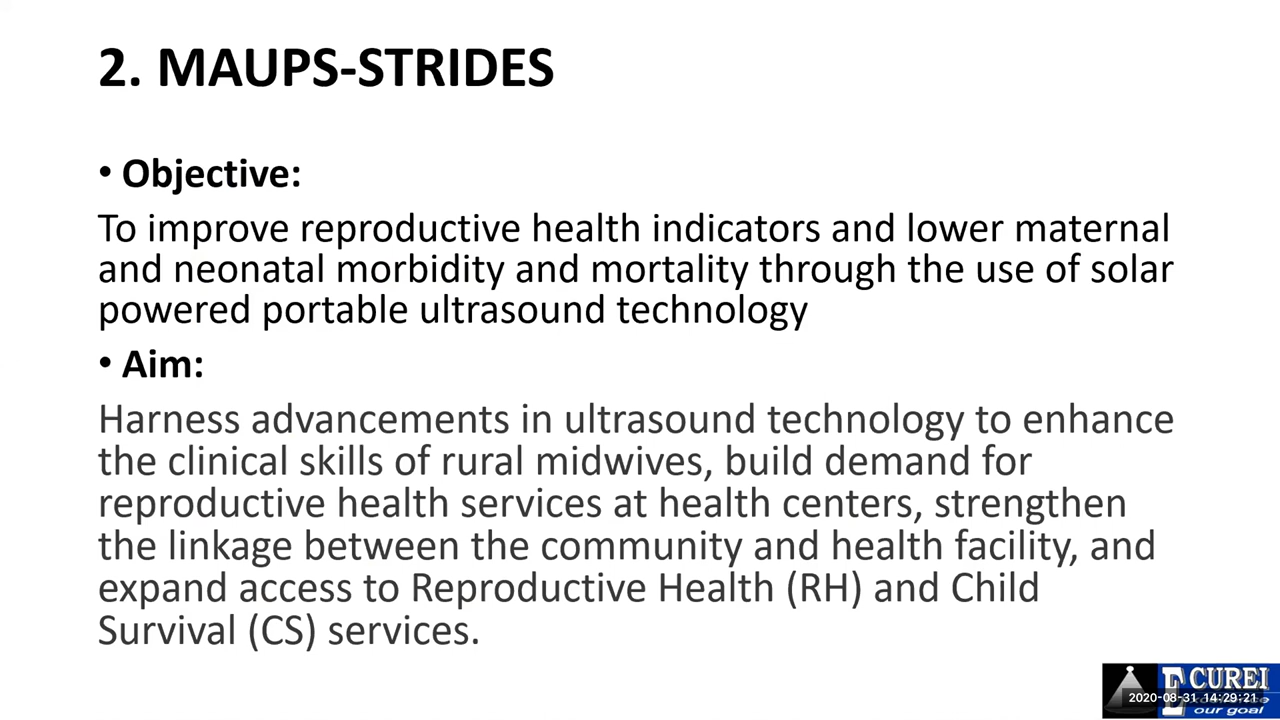 2. MAUPS-STRIDES
• Objective:
To improve reproductive health indicators and lower maternal
and neonatal morbidity and mortality through the use of solar
powered portable ultrasound technology
• Aim:
Harness advancements in ultrasound technology to enhance
the clinical skills of rural midwives, build demand for
reproductive health services at health centers, strengthen
the linkage between the community and health facility, and
expand access to Reproductive Health (RH) and Child
Survival (CS) services.
E CUREI
2020-08-31 14:29:21
our goal